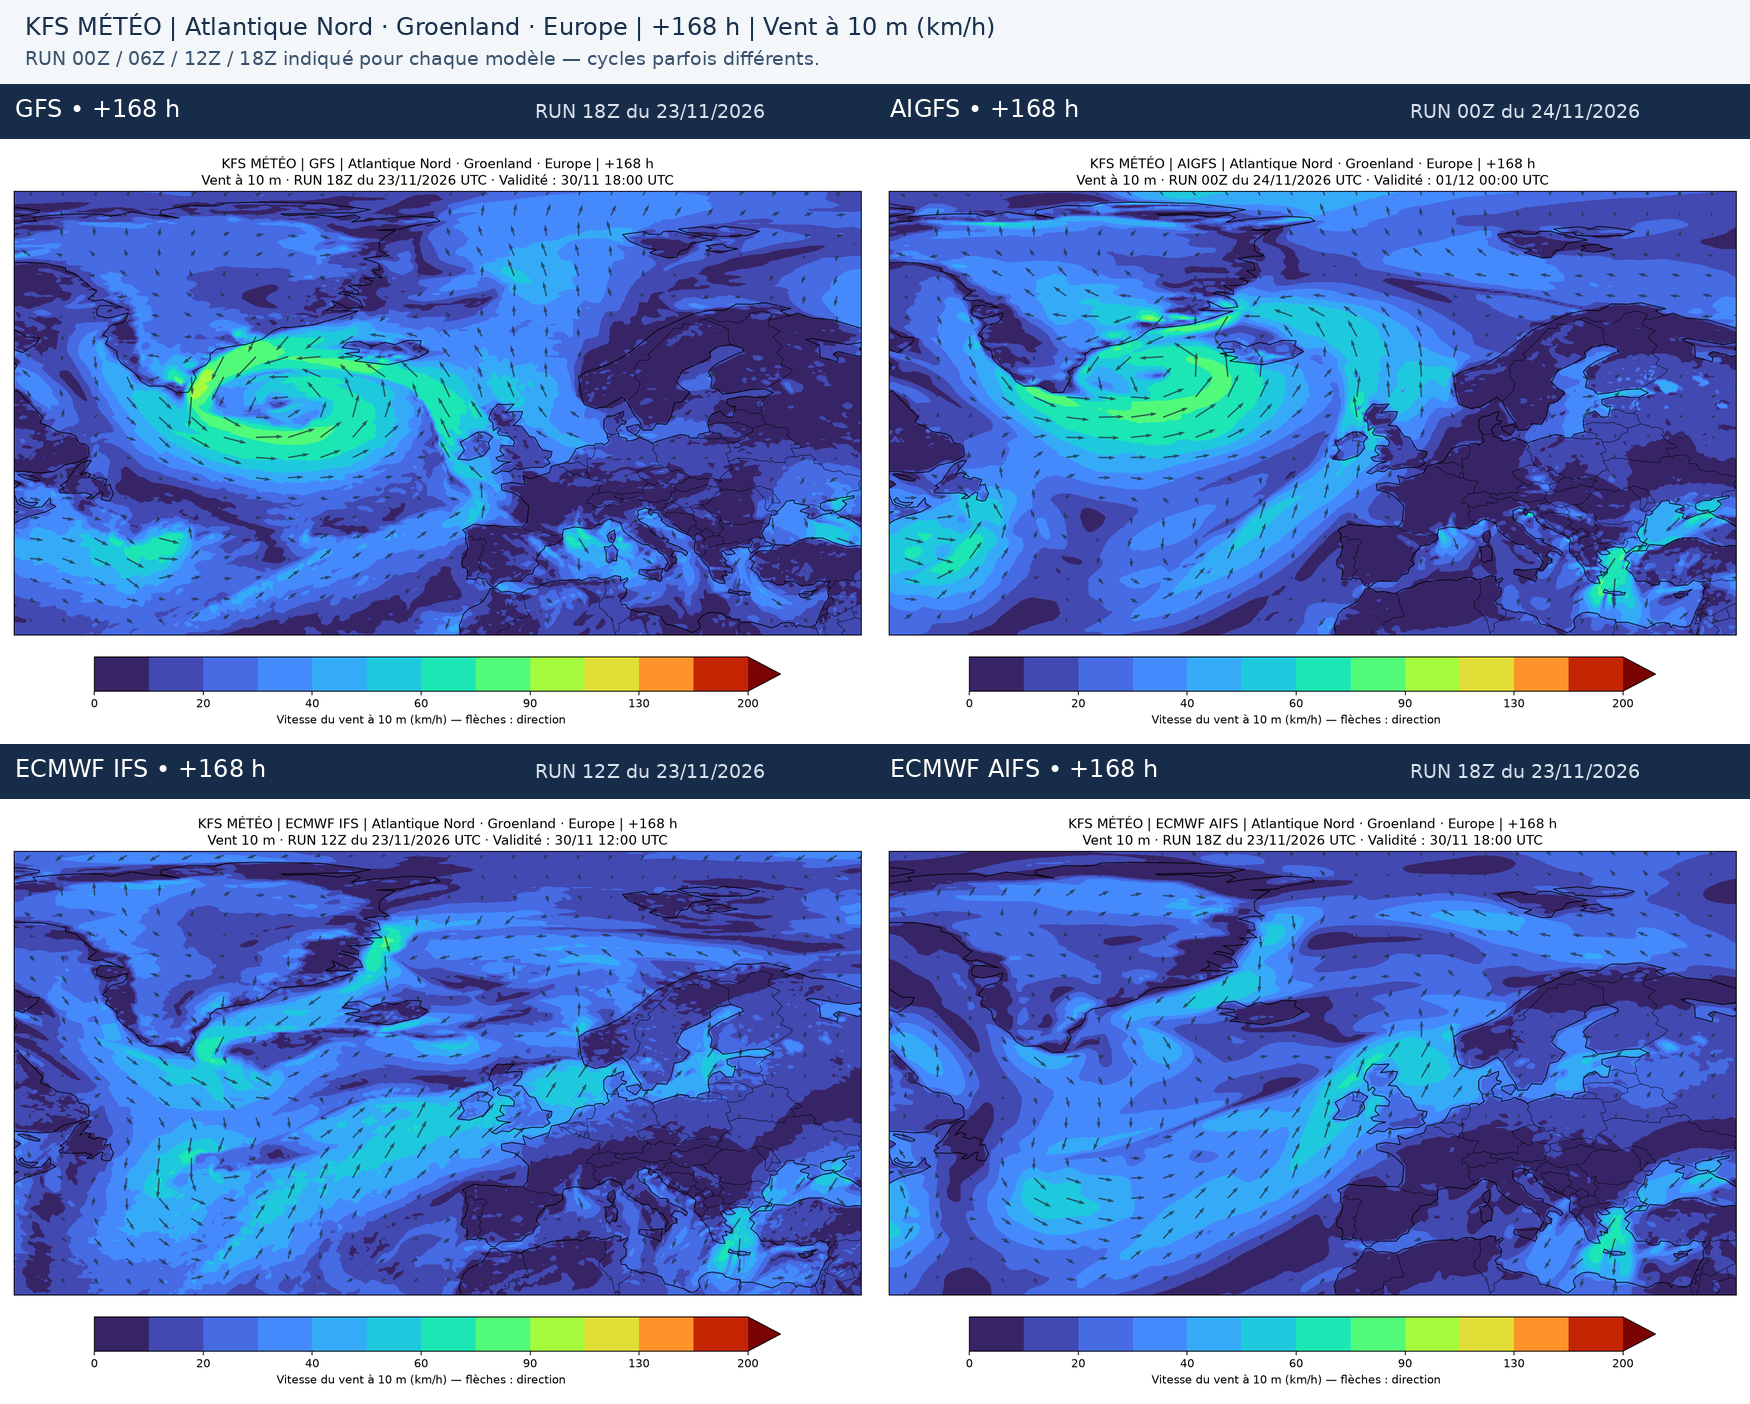 KFS MÉTÉO | Atlantique Nord · Groenland · Europe | +168 h | Vent à 10 m (km/h)
RUN 00Z / 06Z / 12Z / 18Z indiqué pour chaque modèle — cycles parfois différents.
GFS • +168 h
RUN 18Z du 23/11/2026
KFS MÉTÉO | GFS | Atlantique Nord · Groenland · Europe | +168 h
Vent à 10 m · RUN 18Z du 23/11/2026 UTC · Validité : 30/11 18:00 UTC
0 20 40 60 90 130 200
Vitesse du vent à 10 m (km/h) — flèches : direction
AIGFS • +168 h
RUN 00Z du 24/11/2026
KFS MÉTÉO | AIGFS | Atlantique Nord · Groenland · Europe | +168 h
Vent à 10 m · RUN 00Z du 24/11/2026 UTC · Validité : 01/12 00:00 UTC
0 20 40 60 90 130 200
Vitesse du vent à 10 m (km/h) — flèches : direction
ECMWF IFS • +168 h
RUN 12Z du 23/11/2026
KFS MÉTÉO | ECMWF IFS | Atlantique Nord · Groenland · Europe | +168 h
Vent 10 m · RUN 12Z du 23/11/2026 UTC · Validité : 30/11 12:00 UTC
0 20 40 60 90 130 200
Vitesse du vent à 10 m (km/h) — flèches : direction
ECMWF AIFS • +168 h
RUN 18Z du 23/11/2026
KFS MÉTÉO | ECMWF AIFS | Atlantique Nord · Groenland · Europe | +168 h
Vent 10 m · RUN 18Z du 23/11/2026 UTC · Validité : 30/11 18:00 UTC
0 20 40 60 90 130 200
Vitesse du vent à 10 m (km/h) — flèches : direction